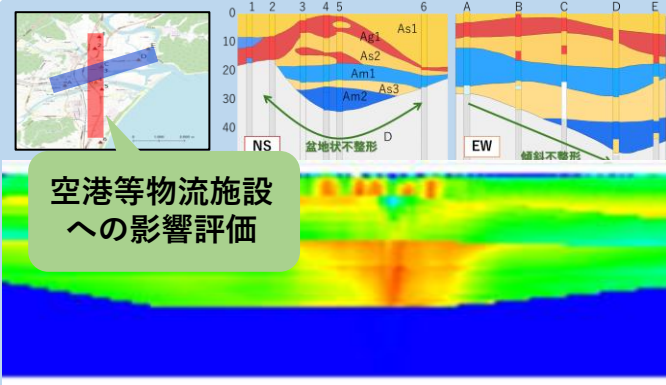 1 2 3 4 5 6
A B C D E
0
10
20
30
40
As1
Ag1
As2
Am1
As3
Am2
D
NS
盆地状不整形
EW
傾斜不整形
空港等物流施設
への影響評価